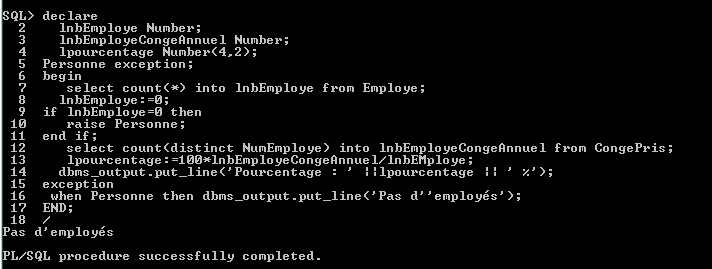 SQL> declare
2 lnbEmploye Number;
3 lnbEmployeCongeAnnuel Number;
4 lpourcentage Number(4,2);
5 Personne exception;
6 begin
7 select count(*) into lnbEmploye from Employe;
8 lnbEmploye:=0;
9 if lnbEmploye=0 then
10 raise Personne;
11 end if;
12 select count(distinct NumEmploye) into lnbEmployeCongeAnnuel from CongePris;
13 lpourcentage:=100*lnbEmployeCongeAnnuel/lnbEMploye;
14 dbms_output.put_line('Pourcentage : ' ||lpourcentage || ' %');
15 exception
16 when Personne then dbms_output.put_line('Pas d''employés');
17 END;
18 /
Pas d'employés
PL/SQL procedure successfully completed.